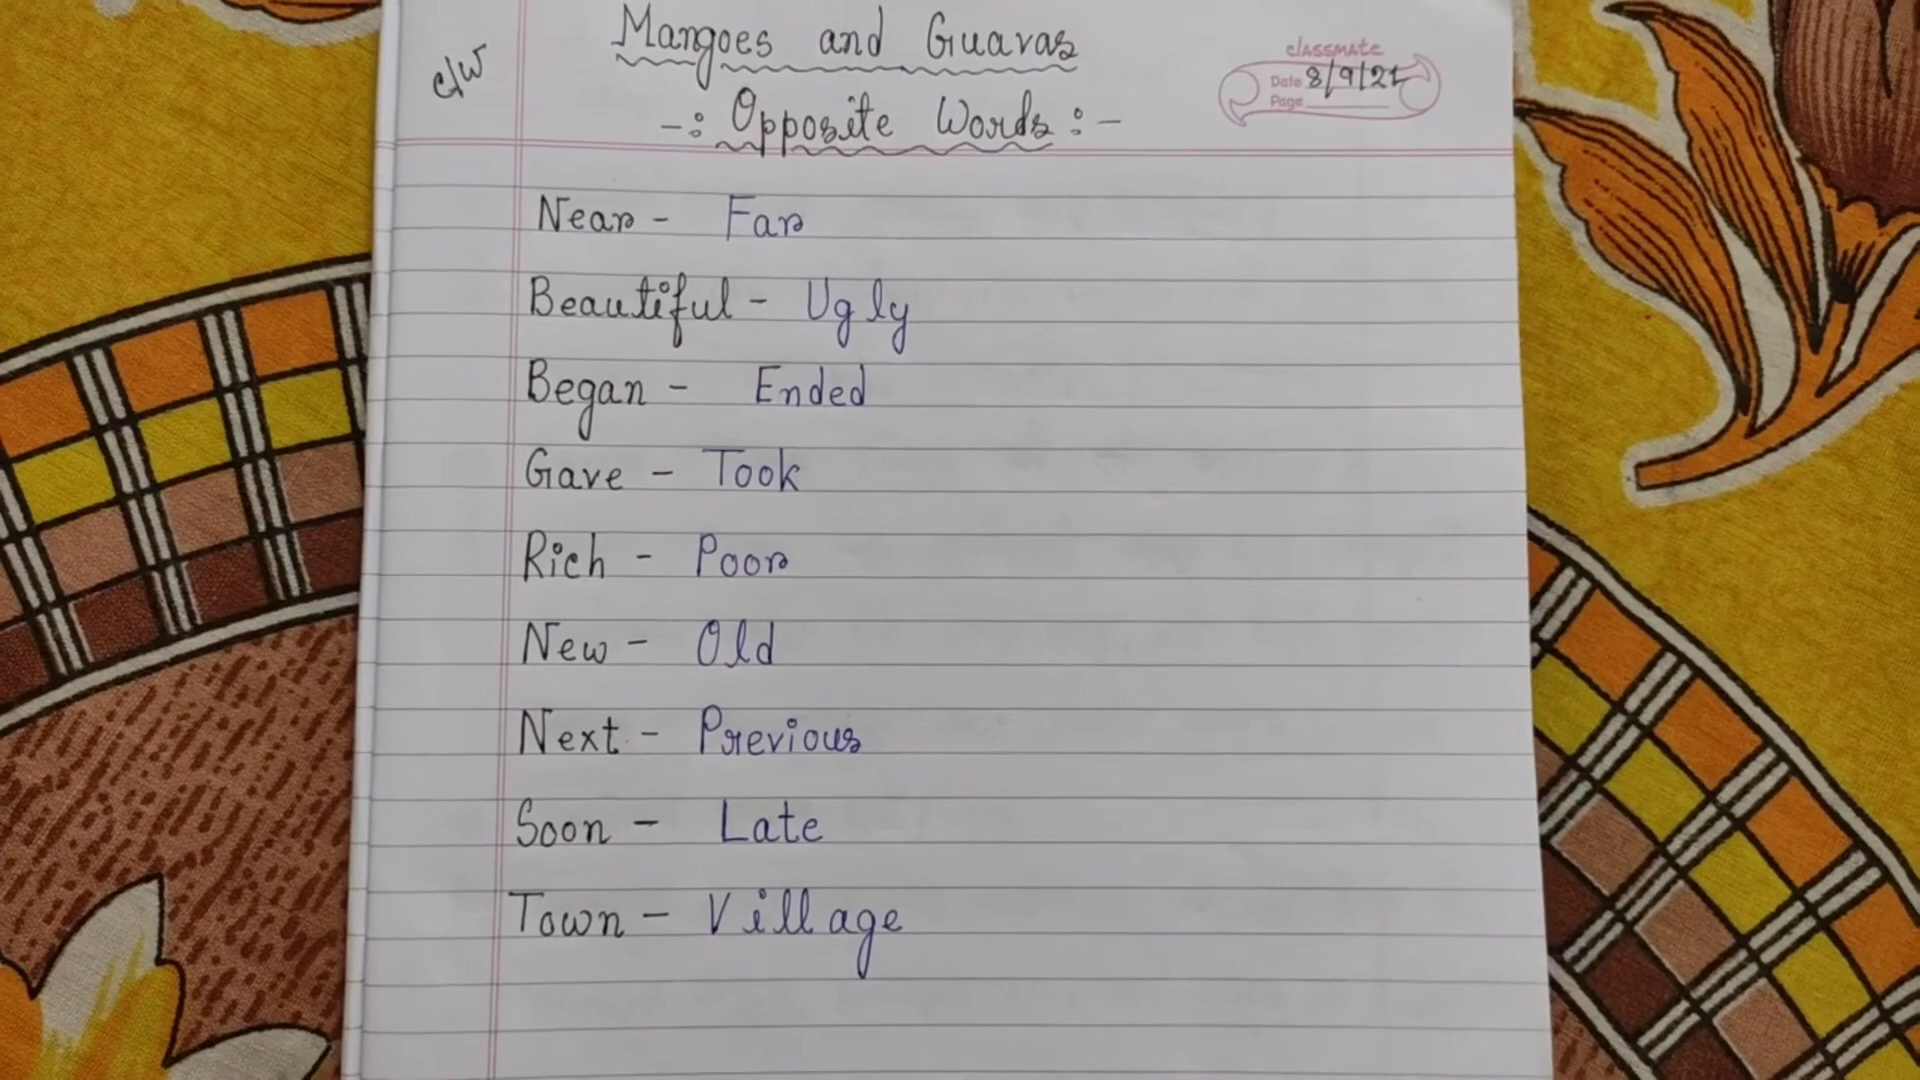 Mangoes and Guavas
c/w
classmate
Date 8/9/21
Page
-: Opposite Words :-
Near - Far
Beautiful - Ugly
Began - Ended
Gave - Took
Rich - Poor
New - Old
Next - Previous
Soon - Late
Town - Village